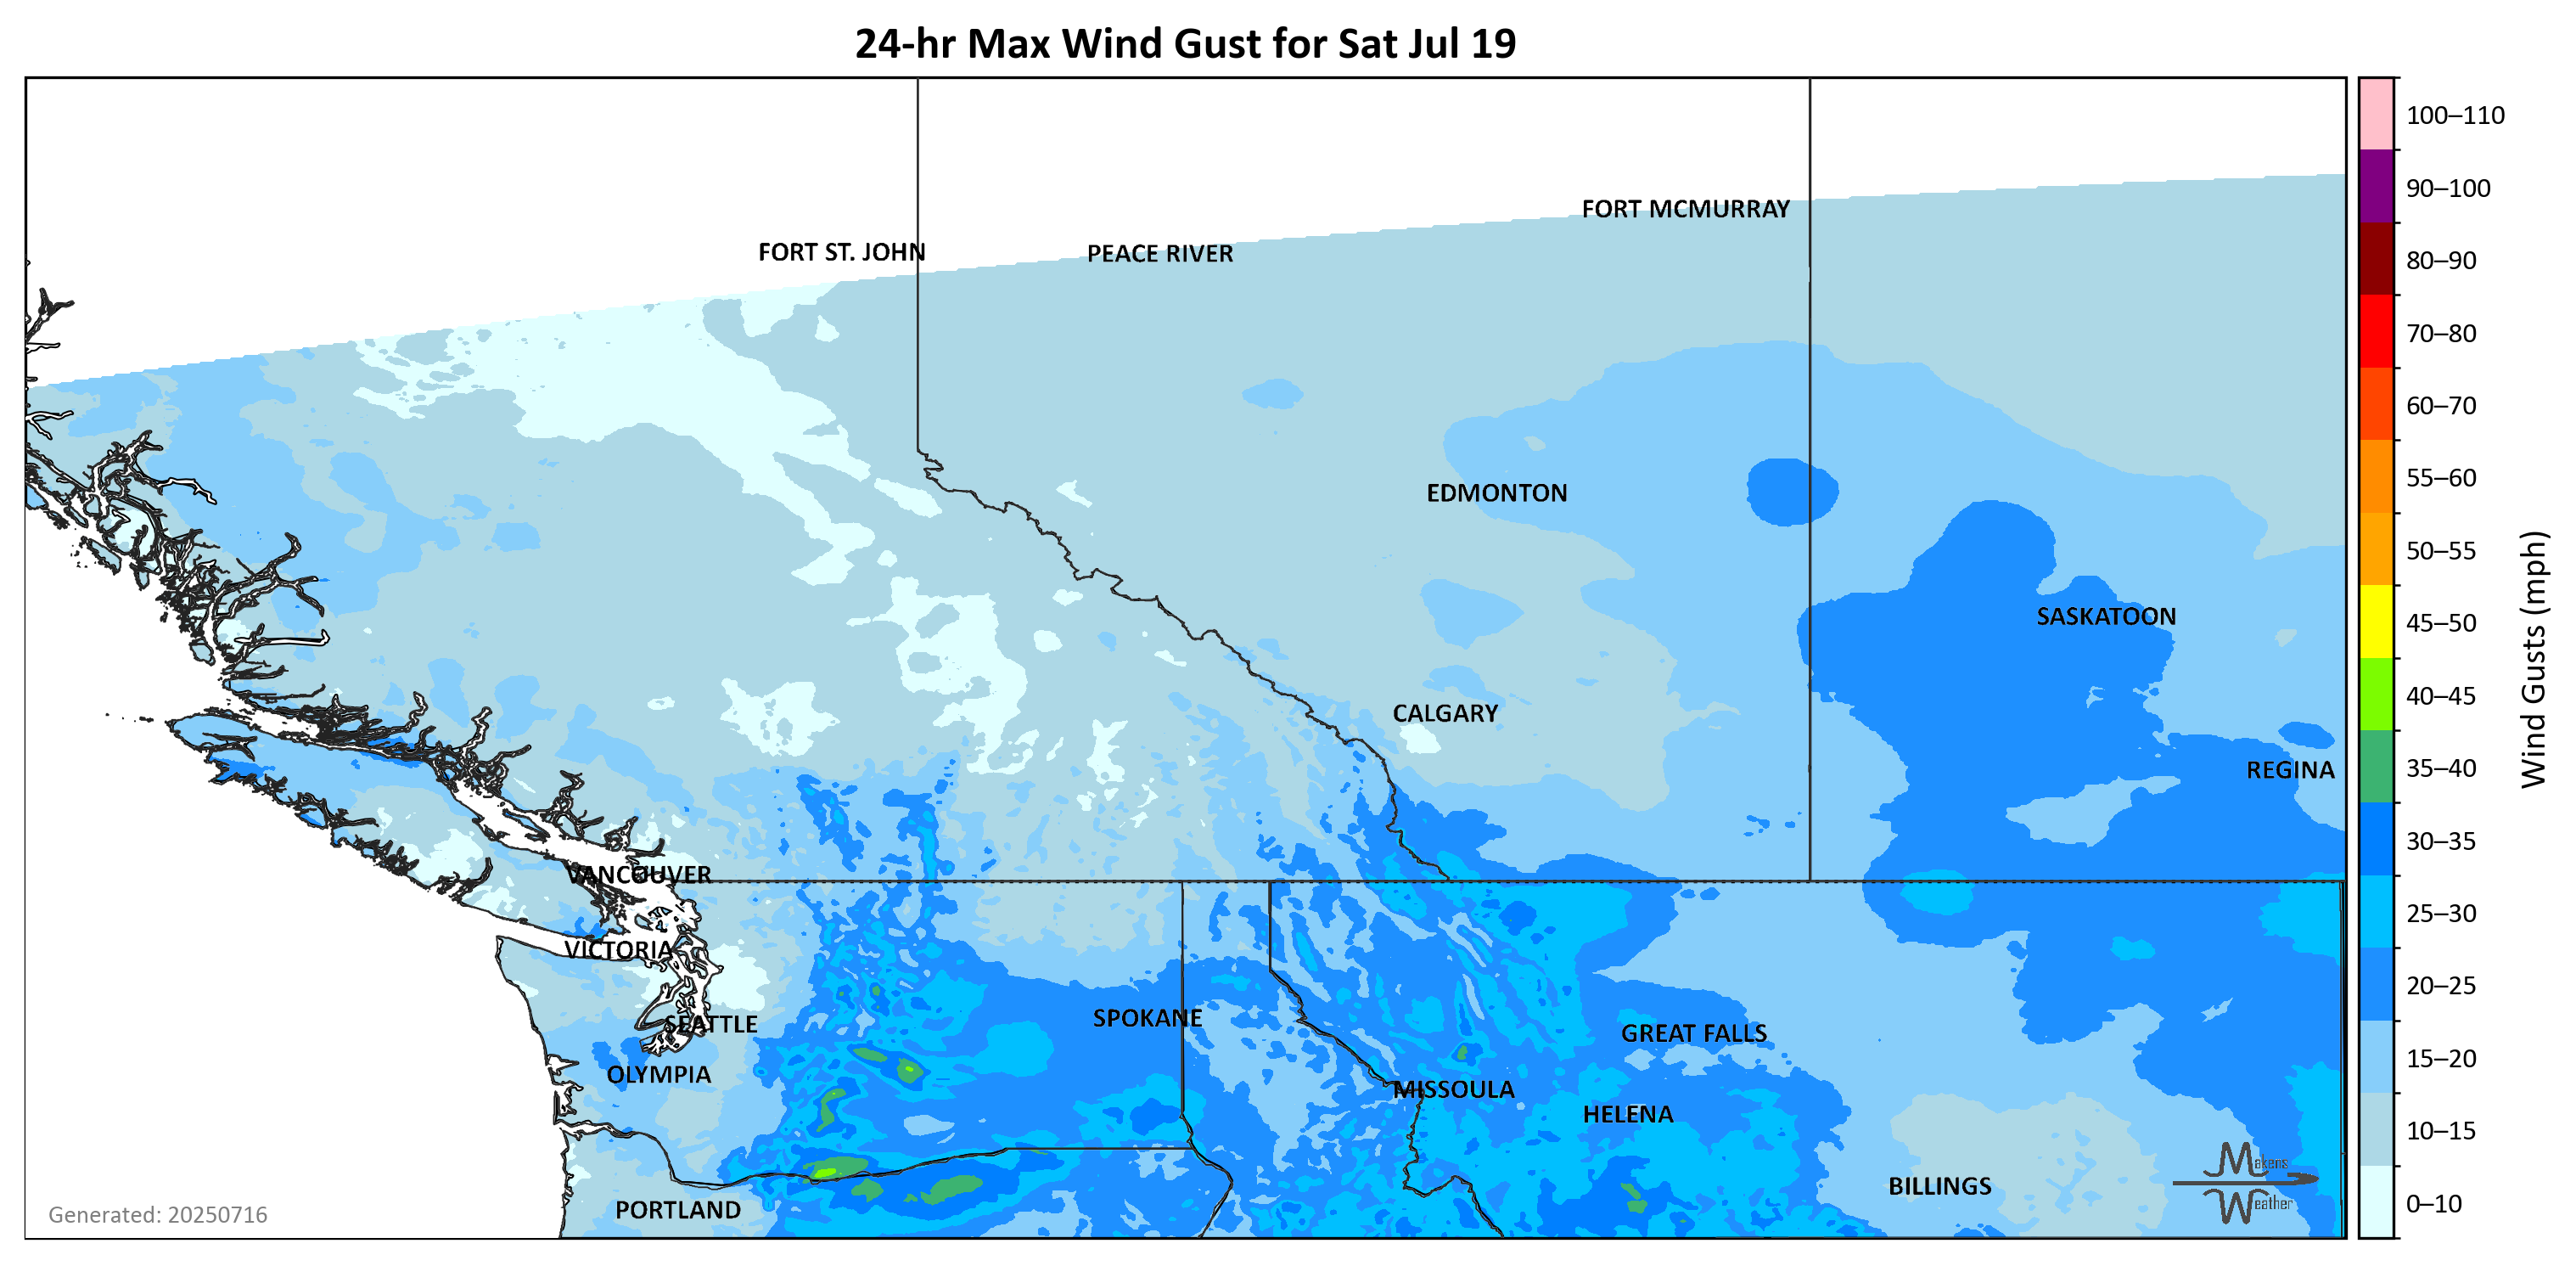 24-hr Max Wind Gust for Sat Jul 19
100–110
90–100
80–90
70–80
60–70
55–60
50–55
45–50
40–45
35–40
30–35
25–30
20–25
15–20
10–15
0–10
Wind Gusts (mph)
FORT MCMURRAY
FORT ST. JOHN
PEACE RIVER
EDMONTON
SASKATOON
CALGARY
REGINA
VANCOUVER
VICTORIA
SEATTLE
SPOKANE
GREAT FALLS
OLYMPIA
MISSOULA
HELENA
BILLINGS
PORTLAND
Makens
Weather
Generated: 20250716